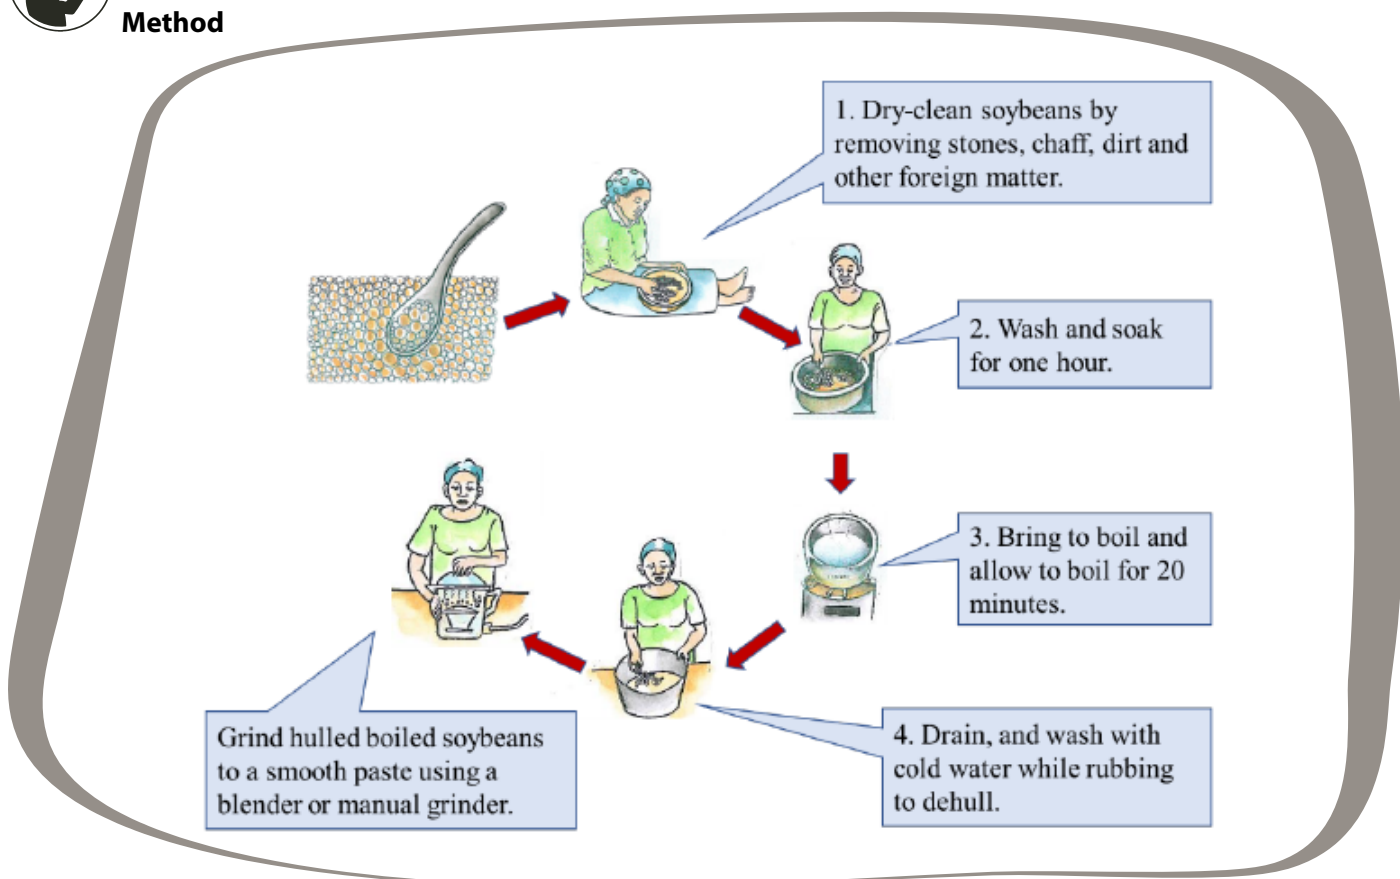 Method
1. Dry-clean soybeans by
removing stones, chaff, dirt and
other foreign matter.
2. Wash and soak
for one hour.
3. Bring to boil and
allow to boil for 20
minutes.
4. Drain, and wash with
cold water while rubbing
to dehull.
Grind hulled boiled soybeans
to a smooth paste using a
blender or manual grinder.